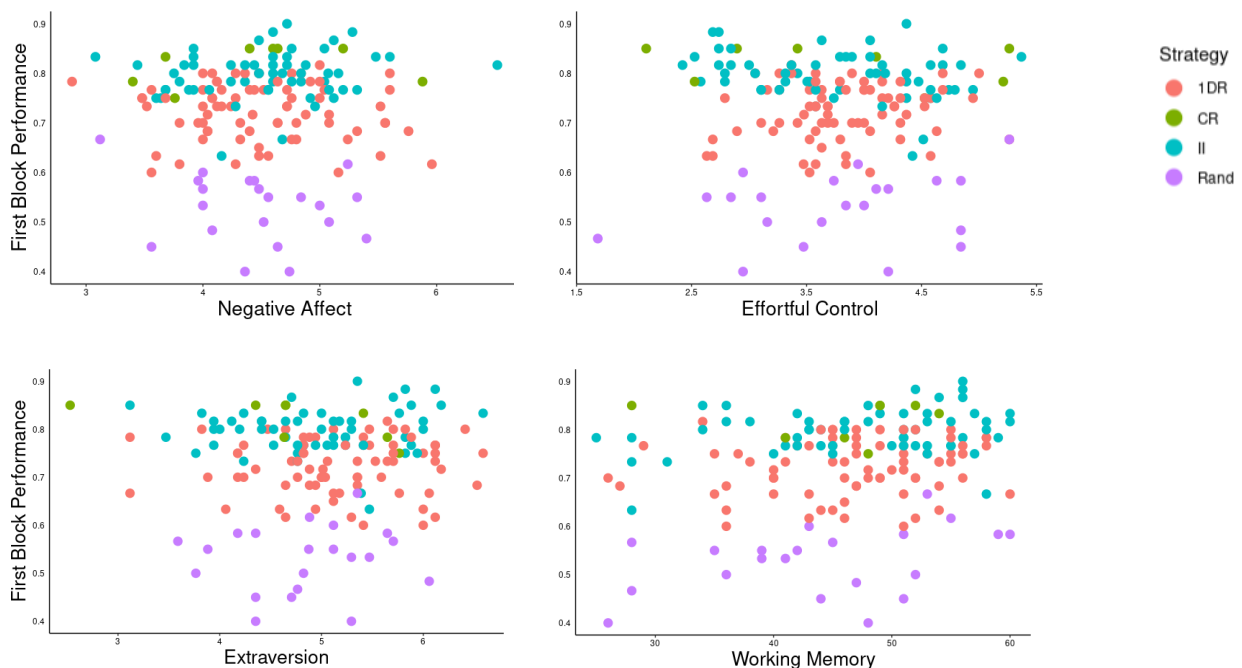 First Block Performance
0.9
0.8
0.7
0.6
0.5
0.4
3 4 5 6
Negative Affect
0.9
0.8
0.7
0.6
0.5
0.4
1.5 2.5 3.5 4.5 5.5
Effortful Control
Strategy
1DR
CR
II
Rand
First Block Performance
0.9
0.8
0.7
0.6
0.5
0.4
3 4 5 6
Extraversion
0.9
0.8
0.7
0.6
0.5
0.4
30 40 50 60
Working Memory